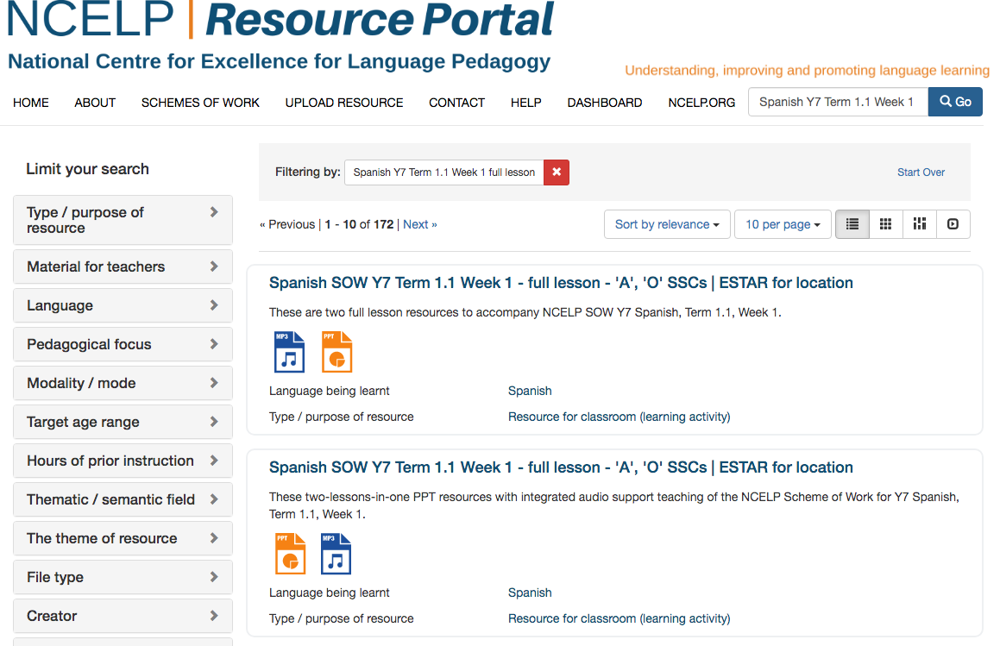 NCELP | Resource Portal
National Centre for Excellence for Language Pedagogy
Understanding, improving and promoting language learning
HOME ABOUT SCHEMES OF WORK UPLOAD RESOURCE CONTACT HELP DASHBOARD NCELP.ORG Spanish Y7 Term 1.1 Week 1 Go
Limit your search
Type / purpose of
resource
Material for teachers
Language
Pedagogical focus
Modality / mode
Target age range
Hours of prior instruction
Thematic / semantic field
The theme of resource
File type
Creator
Filtering by: Spanish Y7 Term 1.1 Week 1 full lesson ✖ Start Over
« Previous | 1 - 10 of 172 | Next » Sort by relevance 10 per page
Spanish SOW Y7 Term 1.1 Week 1 - full lesson - 'A', 'O' SSCs | ESTAR for location
These are two full lesson resources to accompany NCELP SOW Y7 Spanish, Term 1.1, Week 1.
MP3 PPT
Language being learnt Spanish
Type / purpose of resource Resource for classroom (learning activity)
Spanish SOW Y7 Term 1.1 Week 1 - full lesson - 'A', 'O' SSCs | ESTAR for location
These two-lessons-in-one PPT resources with integrated audio support teaching of the NCELP Scheme of Work for Y7 Spanish,
Term 1.1, Week 1.
PPT MP3
Language being learnt Spanish
Type / purpose of resource Resource for classroom (learning activity)